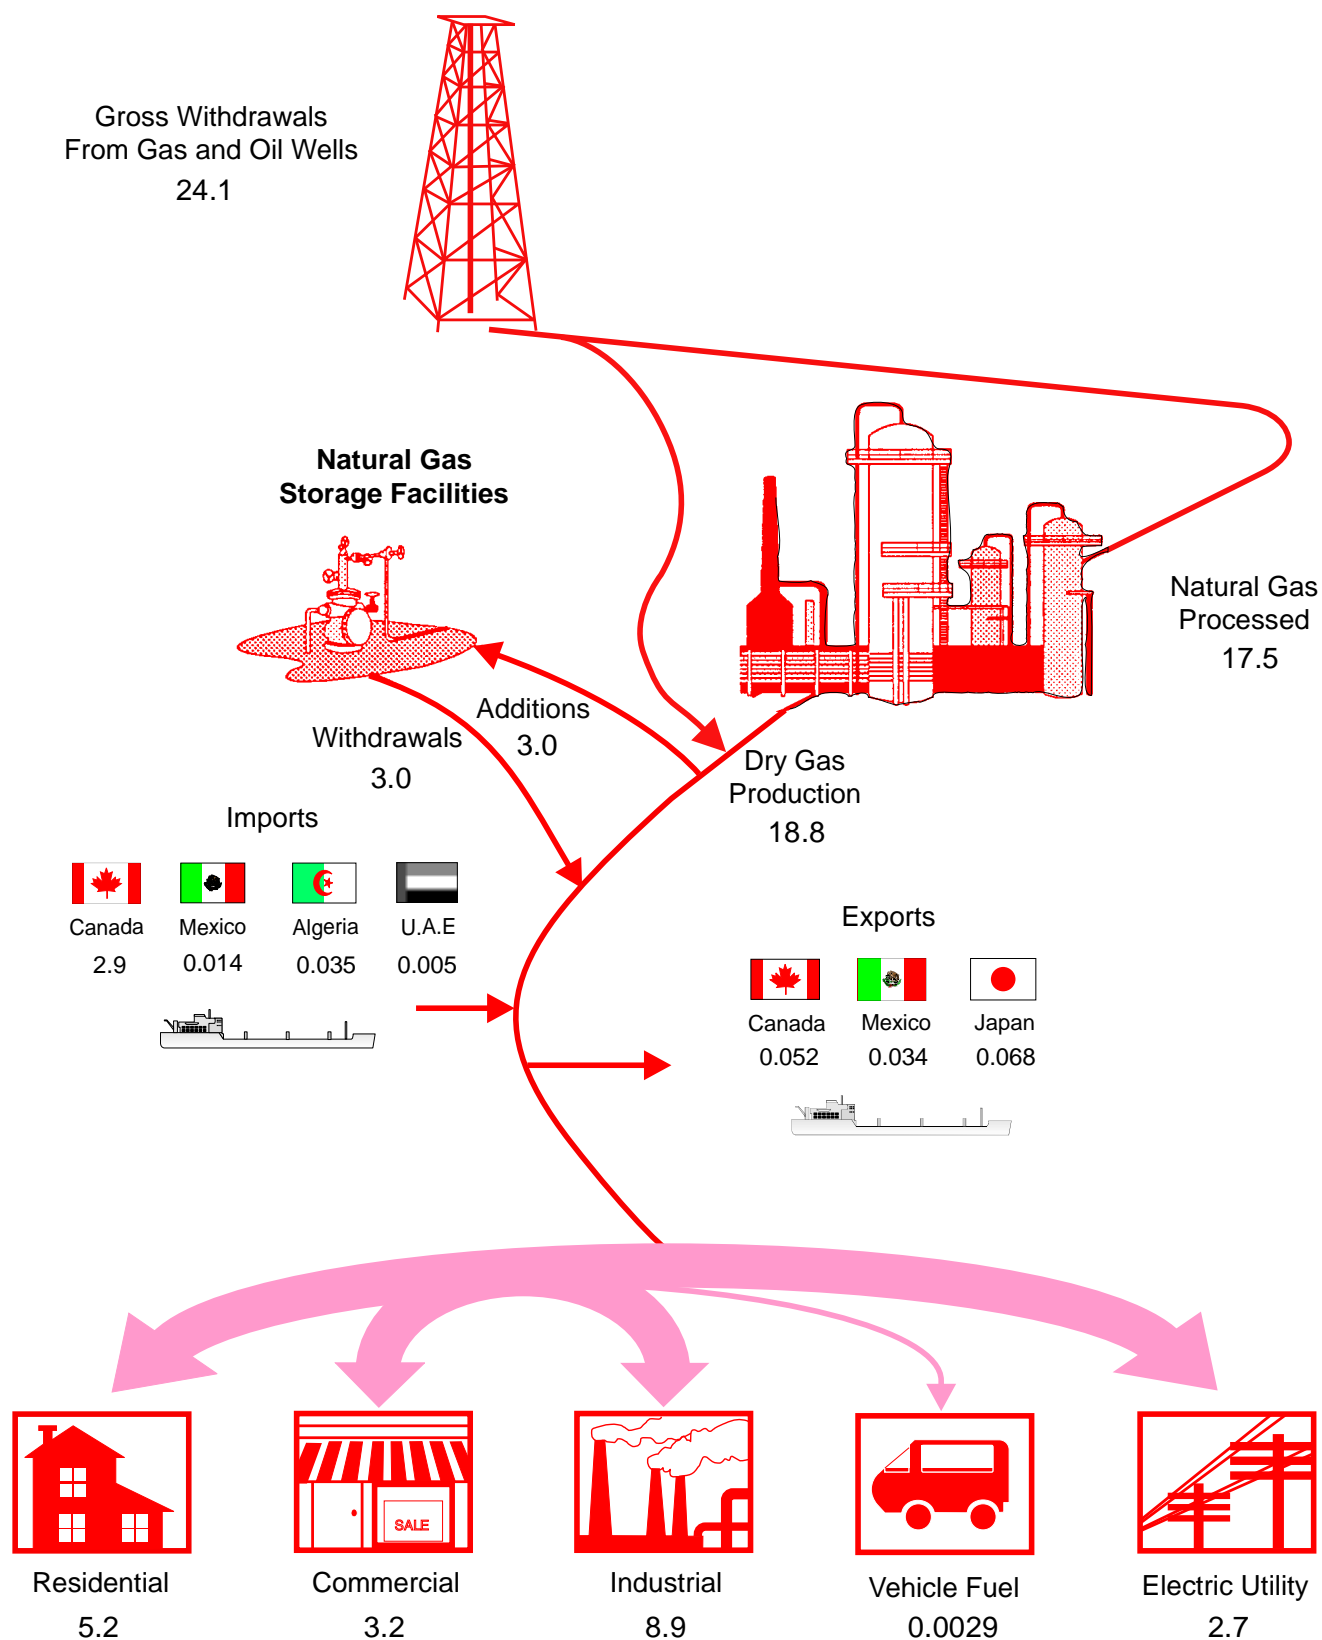 Gross Withdrawals
From Gas and Oil Wells
24.1
Natural Gas
Storage Facilities
Natural Gas
Processed
17.5
Additions
3.0
Withdrawals
3.0
Dry Gas
Production
18.8
Imports
Canada Mexico Algeria U.A.E
2.9 0.014 0.035 0.005
Exports
Canada Mexico Japan
0.052 0.034 0.068
SALE
Residential Commercial Industrial Vehicle Fuel Electric Utility
5.2 3.2 8.9 0.0029 2.7